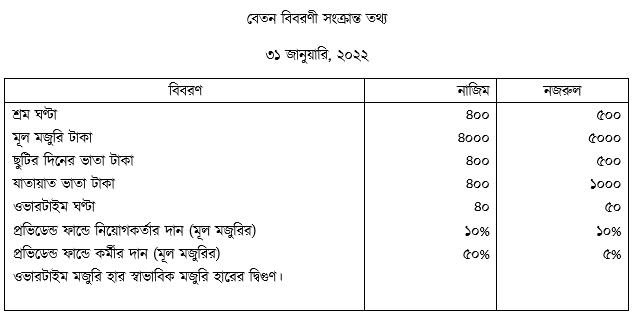 বেতন বিবরণী সংক্রান্ত তথ্য
৩১ জানুয়ারি, ২০২২
বিবরণ নাজিম নজরুল
শ্রম ঘণ্টা ৪০০ ৫০০
মূল মজুরি টাকা ৪০০০ ৫০০০
ছুটির দিনের ভাতা টাকা ৪০০ ৫০০
যাতায়াত ভাতা টাকা ৪০০ ১০০০
ওভারটাইম ঘণ্টা ৪০ ৫০
প্রভিডেন্ড ফান্ডে নিয়োগকর্তার দান (মূল মজুরির) ১০% ১০%
প্রভিডেন্ড ফান্ডে কর্মীর দান (মূল মজুরির) ৫০% ৫%
ওভারটাইম মজুরি হার স্বাভাবিক মজুরি হারের দ্বিগুণ।